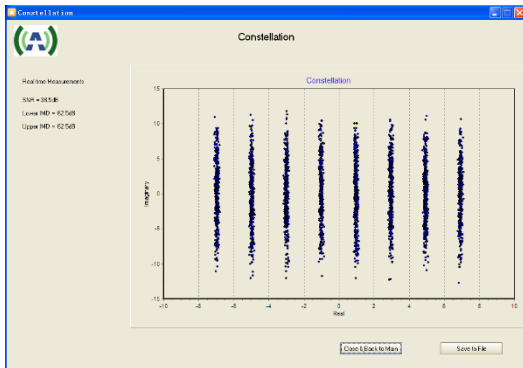 Constellation
Constellation
Realtime Measurements
SNR = 38.5dB
Lower IMD = 62.5dB
Upper IMD = 62.5dB
Constellation
15
10
5
0
-5
-10
-15
Imaginary
-10 -8 -6 -4 -2 0 2 4 6 8 10
Real
Close & Back to Main
Save to File